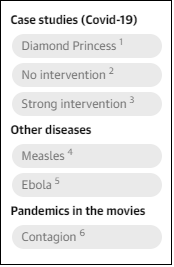 Case studies (Covid-19)
Diamond Princess 1
No intervention 2
Strong intervention 3
Other diseases
Measles 4
Ebola 5
Pandemics in the movies
Contagion 6